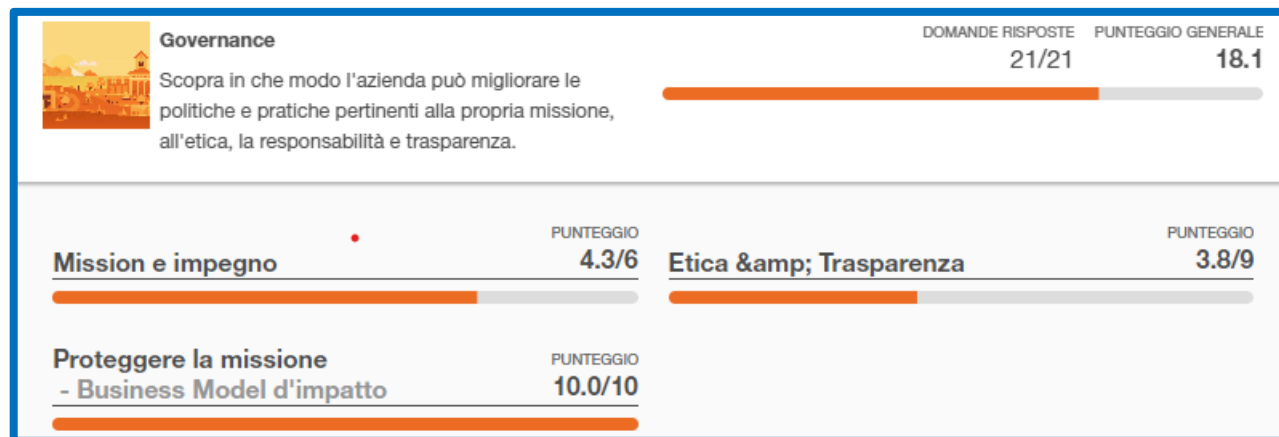 Governance
Scopra in che modo l'azienda può migliorare le
politiche e pratiche pertinenti alla propria missione,
all'etica, la responsabilità e trasparenza.
DOMANDE RISPOSTE PUNTEGGIO GENERALE
21/21 18.1
PUNTEGGIO
Mission e impegno 4.3/6
PUNTEGGIO
Etica &amp; Trasparenza 3.8/9
Proteggere la missione PUNTEGGIO
- Business Model d'impatto 10.0/10